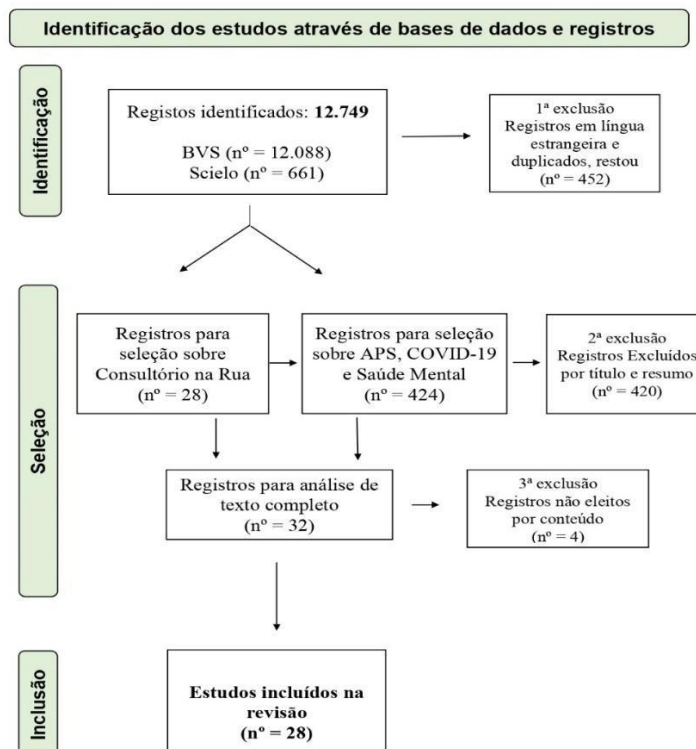 Identificação dos estudos através de bases de dados e registros
Identificação
Registos identificados: 12.749
BVS (nº = 12.088)
Scielo (nº = 661)
1ª exclusão
Registros em língua
estrangeira e
duplicados, restou
(nº = 452)
Seleção
Registros para
seleção sobre
Consultório na Rua
(nº = 28)
Registros para seleção
sobre APS, COVID-19
e Saúde Mental
(nº = 424)
2ª exclusão
Registros Excluídos
por título e resumo
(nº = 420)
Registros para análise de
texto completo
(nº = 32)
3ª exclusão
Registros não eleitos
por conteúdo
(nº = 4)
Inclusão
Estudos incluídos na
revisão
(nº = 28)